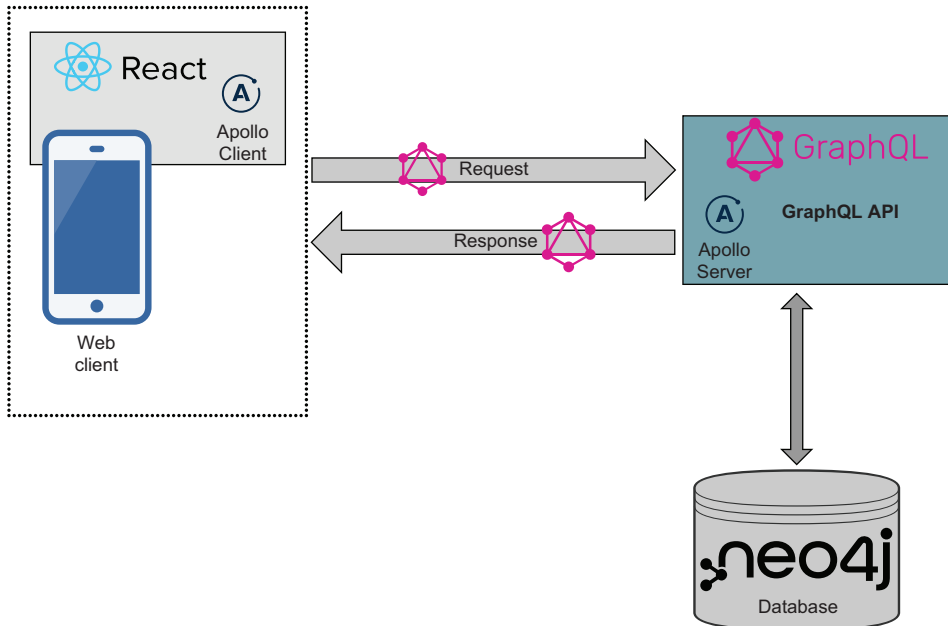 React
Apollo
Client
Web
client
Request
Response
GraphQL
GraphQL API
Apollo
Server
neo4j
Database